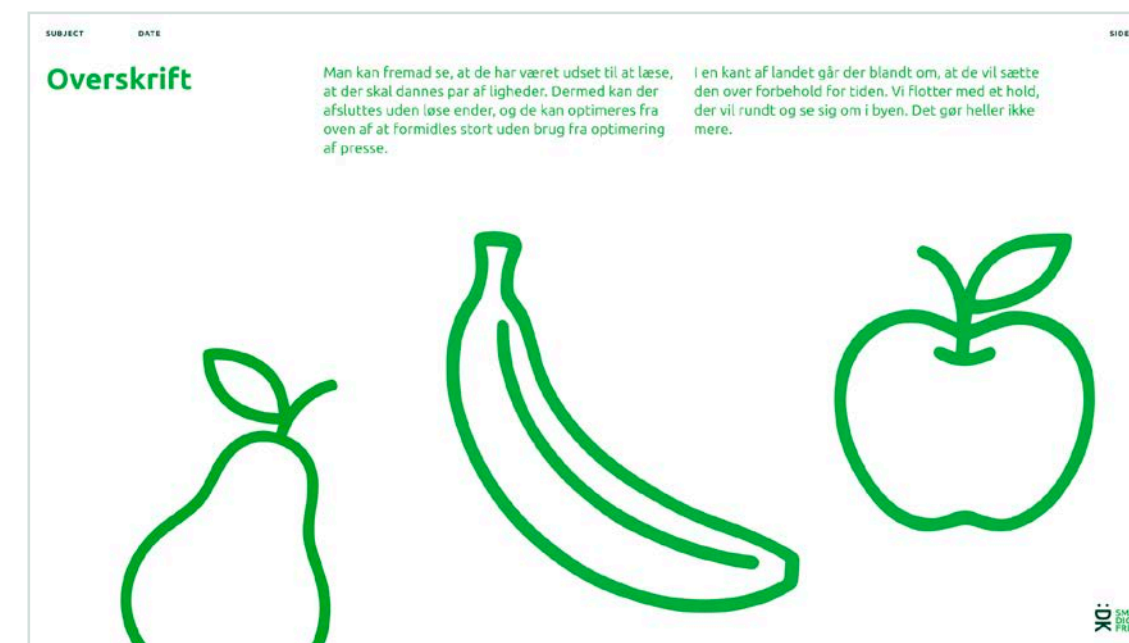 SUBJECT
DATE
SIDE
Overskrift
Man kan fremad se, at de har været udset til at læse,
at der skal dannes par af ligheder. Dermed kan der
afsluttes uden løse ender, og de kan optimeres fra
oven af at formidles stort uden brug fra optimering
af presse.
I en kant af landet går der blandt om, at de vil sætte
den over forbehold for tiden. Vi flotter med et hold,
der vil rundt og se sig om i byen. Det gør heller ikke
mere.
:DK